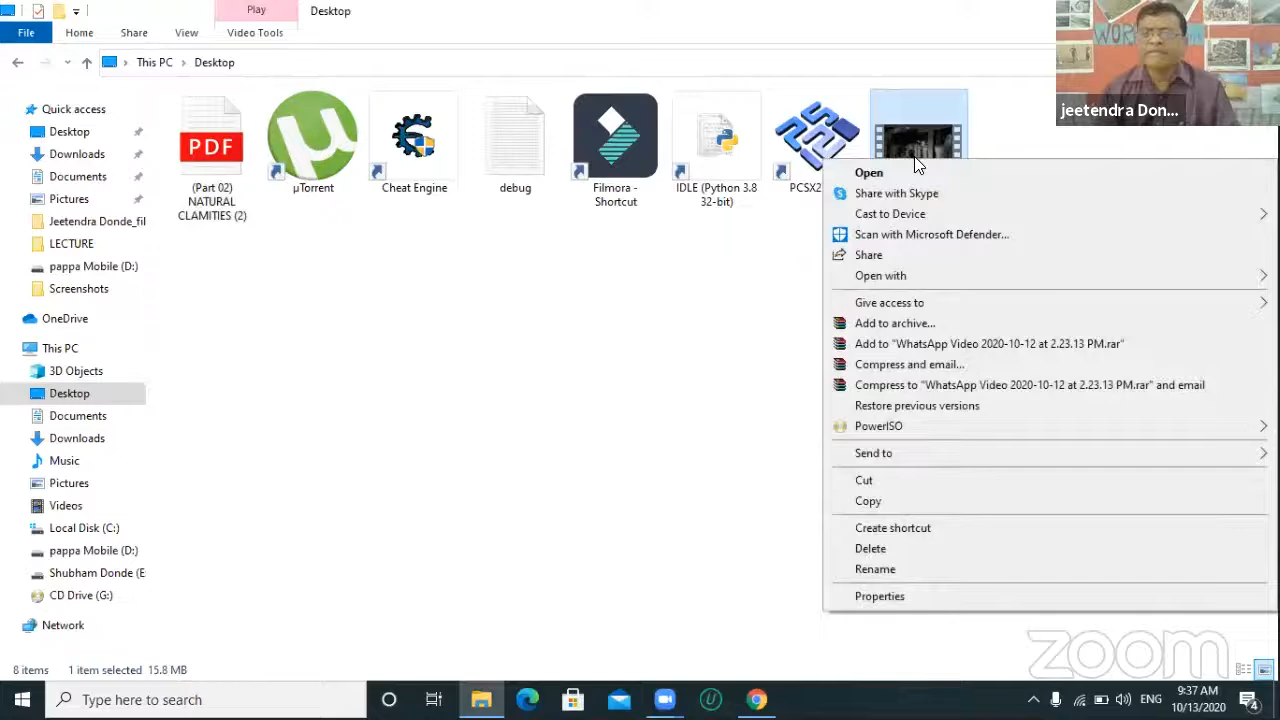 Play
Desktop
File
Home
Share
View
Video Tools
This PC
Desktop
jeetendra Don...
Quick access
Desktop
Downloads
Documents
Pictures
Jeetendra Donde_fil
LECTURE
pappa Mobile (D:)
Screenshots
OneDrive
This PC
3D Objects
Desktop
Documents
Downloads
Music
Pictures
Videos
Local Disk (C:)
pappa Mobile (D:)
Shubham Donde (E
CD Drive (G:)
Network
PDF
(Part 02)
NATURAL
CLAMITIES (2)
µTorrent
Cheat Engine
debug
Filmora -
Shortcut
IDLE (Python 3.8
32-bit)
PCSX2
Open
Share with Skype
Cast to Device
Scan with Microsoft Defender...
Share
Open with
Give access to
Add to archive...
Add to "WhatsApp Video 2020-10-12 at 2.23.13 PM.rar"
Compress and email...
Compress to "WhatsApp Video 2020-10-12 at 2.23.13 PM.rar" and email
Restore previous versions
PowerISO
Send to
Cut
Copy
Create shortcut
Delete
Rename
Properties
zoom
8 items
1 item selected 15.8 MB
Type here to search
ENG
9:37 AM
10/13/2020
4